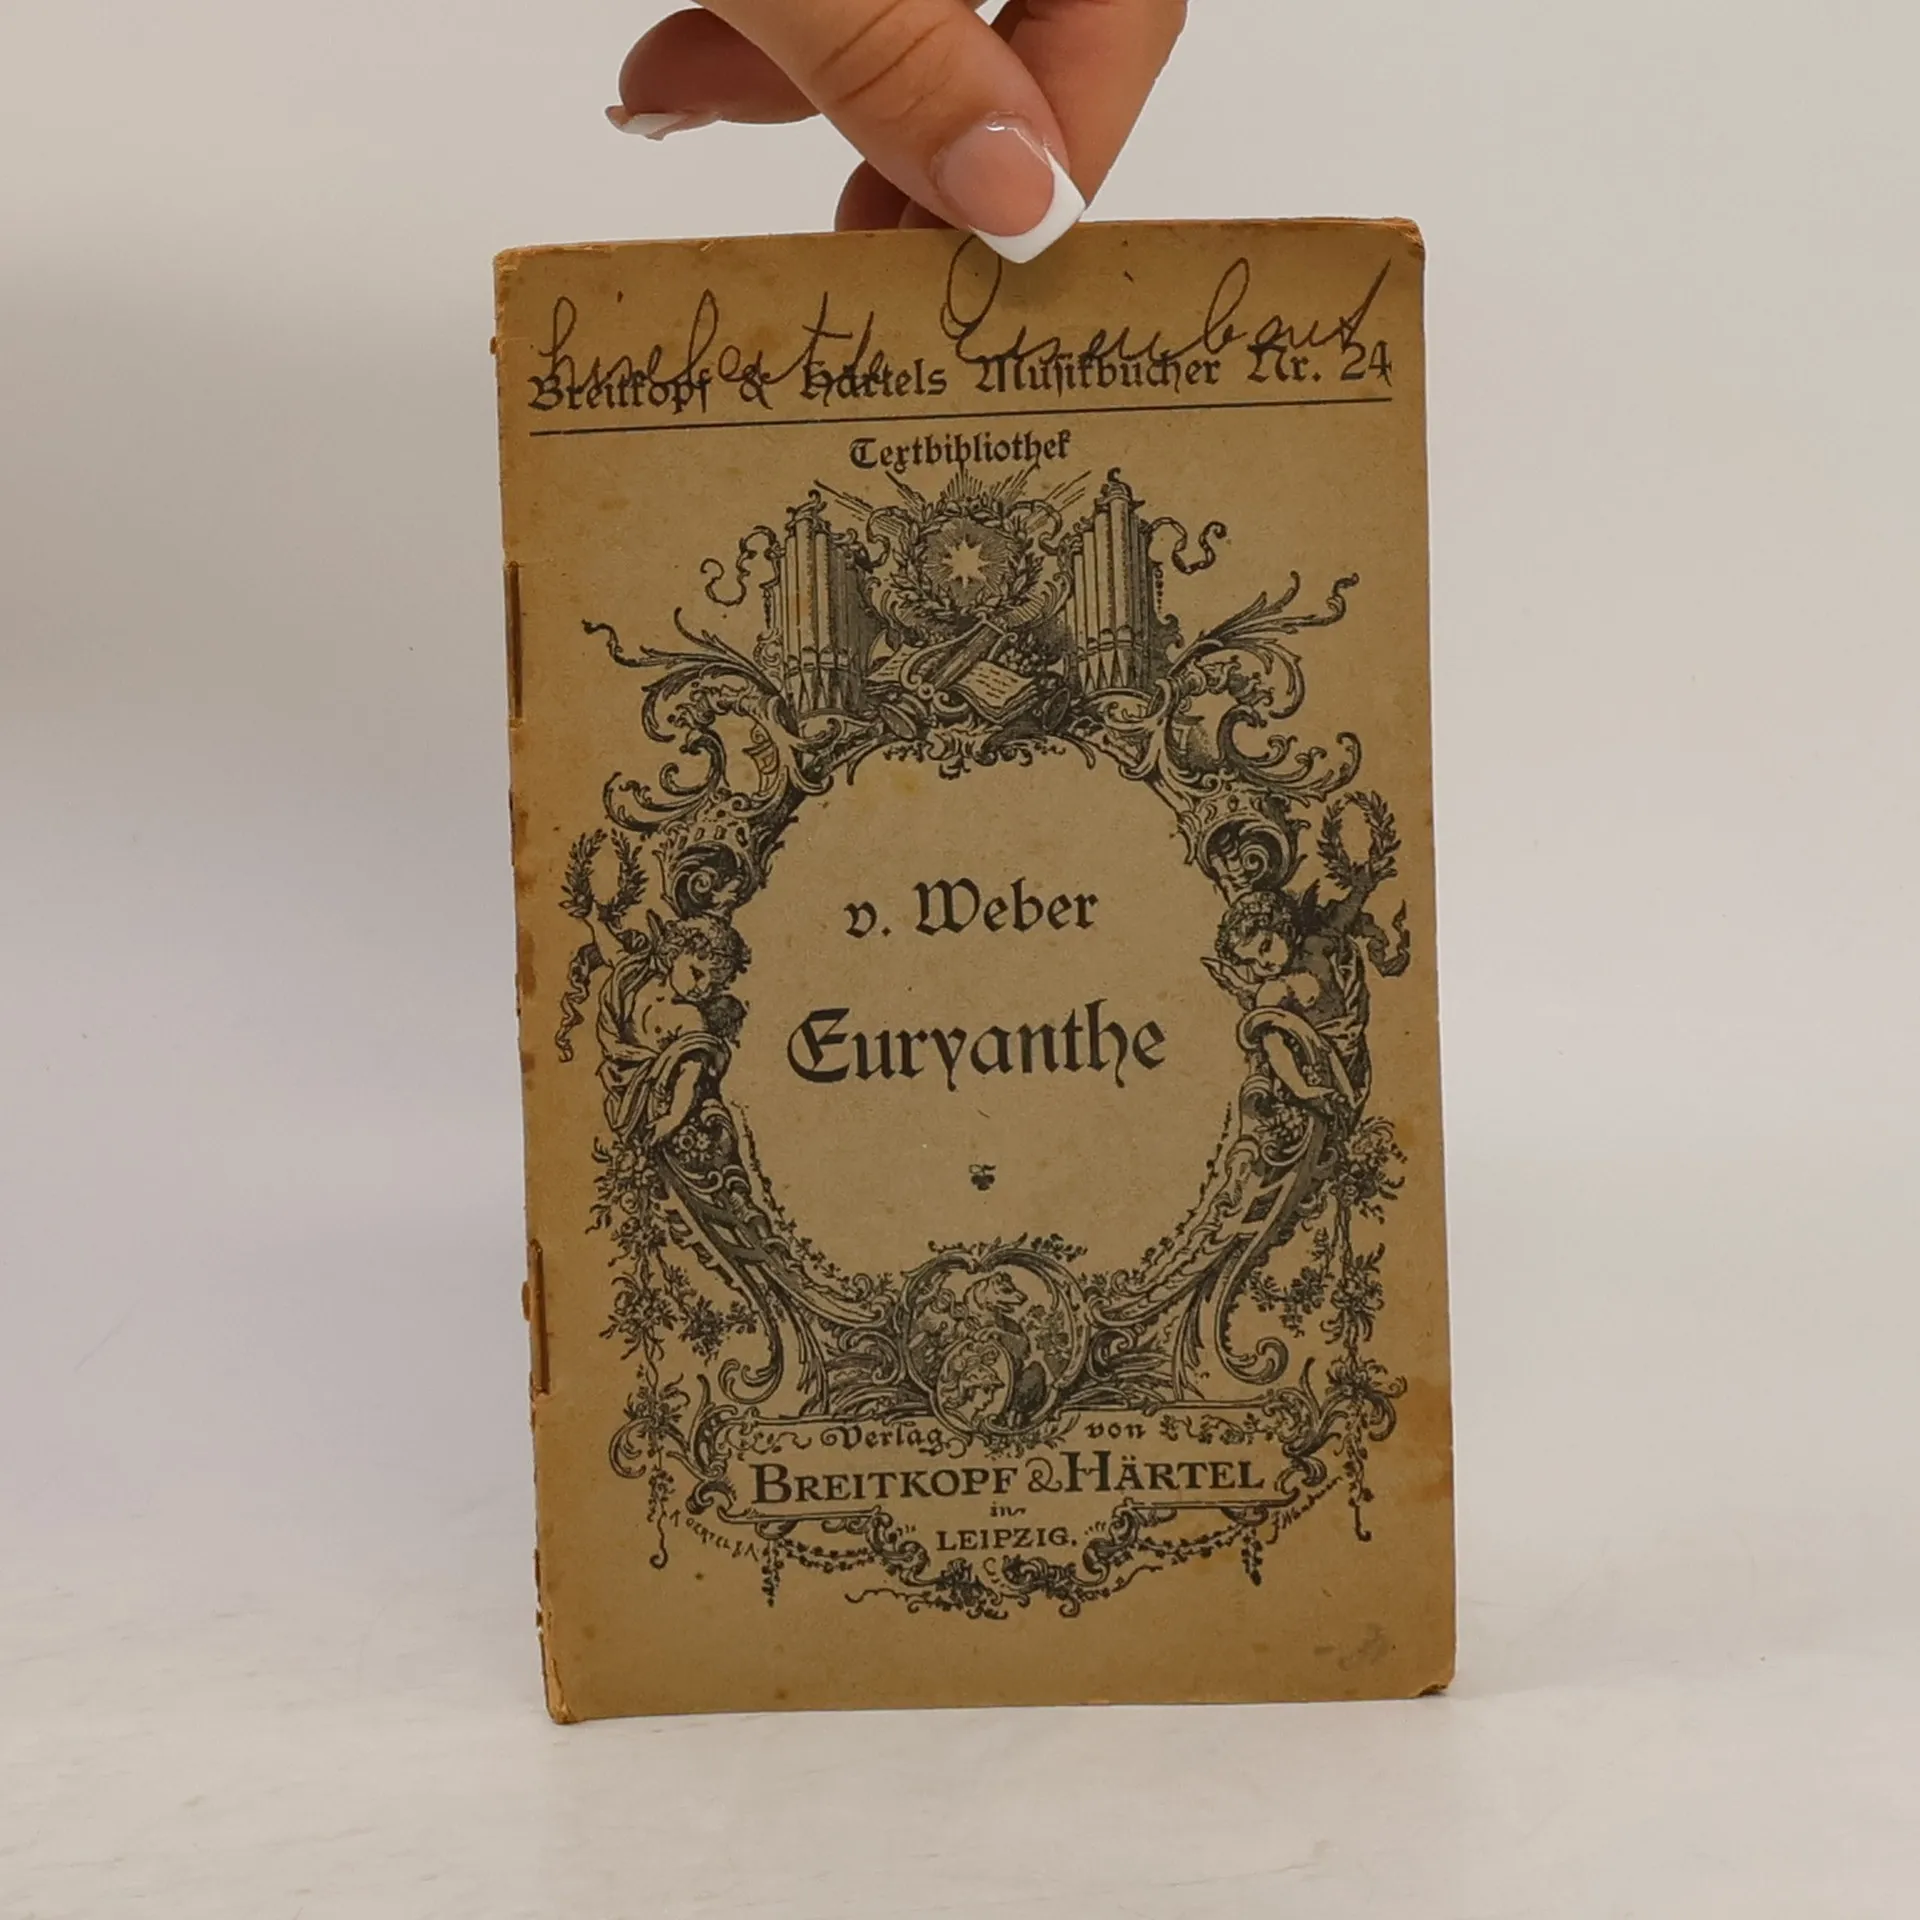 Breitkopf & Härtels Musikbücher Nr. 24
Textbibliothek
v. Weber
Euryanthe
Verlag von
BREITKOPF & HÄRTEL
in
LEIPZIG.